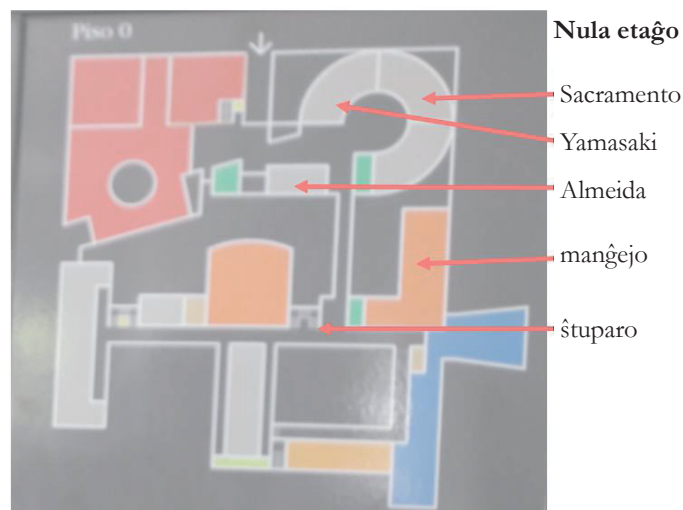 Piso 0
Nula etaĝo
Sacramento
Yamasaki
Almeida
manĝejo
ŝtuparo